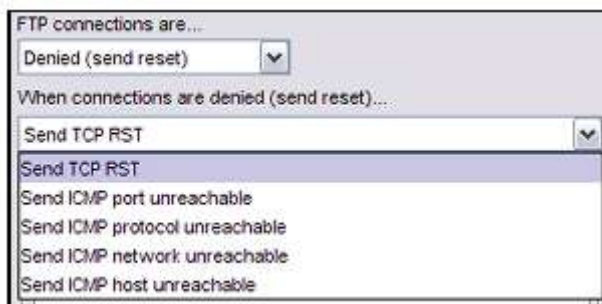 FTP connections are...
Denied (send reset)
When connections are denied (send reset)...
Send TCP RST
Send TCP RST
Send ICMP port unreachable
Send ICMP protocol unreachable
Send ICMP network unreachable
Send ICMP host unreachable